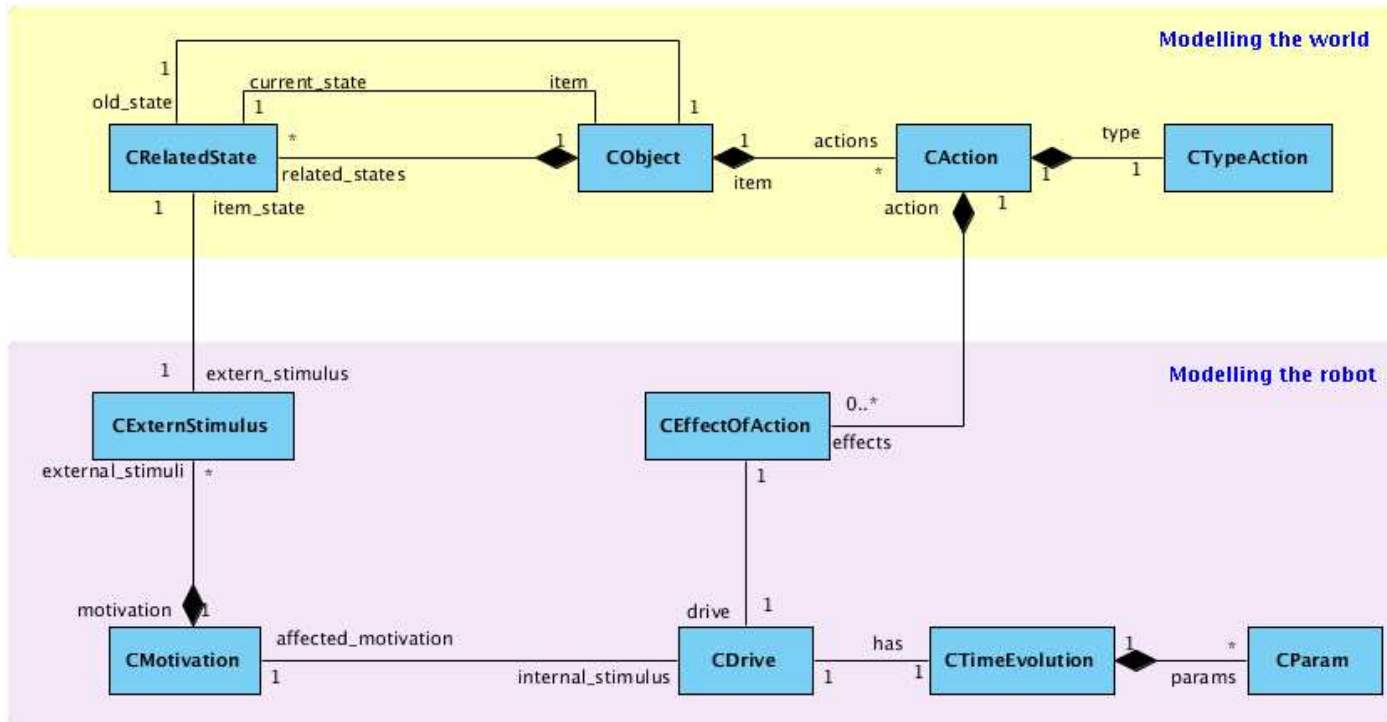 Modelling the world
1
current_state
item
old_state
1
1
*
1
1
actions
type
CRelatedState
CObject
CAction
CTypeAction
related_states
item
*
1
1
1
item_state
action
1
1
extern_stimulus
Modelling the robot
0..*
CExternStimulus
CEffectOfAction
effects
external_stimuli
*
1
motivation
1
drive
1
affected_motivation
has
1
*
CMotivation
CDrive
CTimeEvolution
CParam
1
internal_stimulus
1
1
params